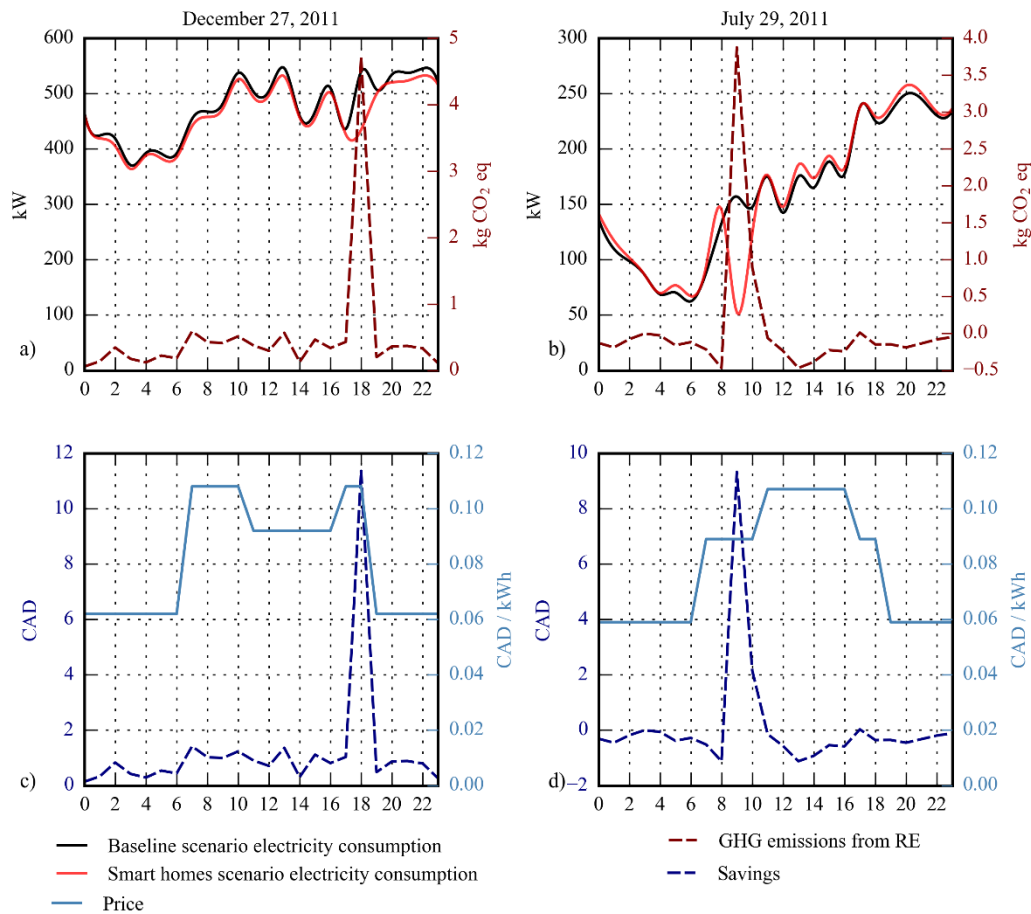 December 27, 2011
July 29, 2011
600
500
400
300
200
100
0
kW
5
4
3
2
1
0
kg CO₂ eq
a)
0 2 4 6 8 10 12 14 16 18 20 22
300
250
200
150
100
50
0
kW
4.0
3.5
3.0
2.5
2.0
1.5
1.0
0.5
0.0
−0.5
kg CO₂ eq
b)
0 2 4 6 8 10 12 14 16 18 20 22
12
10
8
6
4
2
0
CAD
0.12
0.10
0.08
0.06
0.04
0.02
0.00
CAD / kWh
c)
0 2 4 6 8 10 12 14 16 18 20 22
10
8
6
4
2
0
−2
CAD
0.12
0.10
0.08
0.06
0.04
0.02
0.00
CAD / kWh
d)
0 2 4 6 8 10 12 14 16 18 20 22
Baseline scenario electricity consumption
Smart homes scenario electricity consumption
Price
GHG emissions from RE
Savings